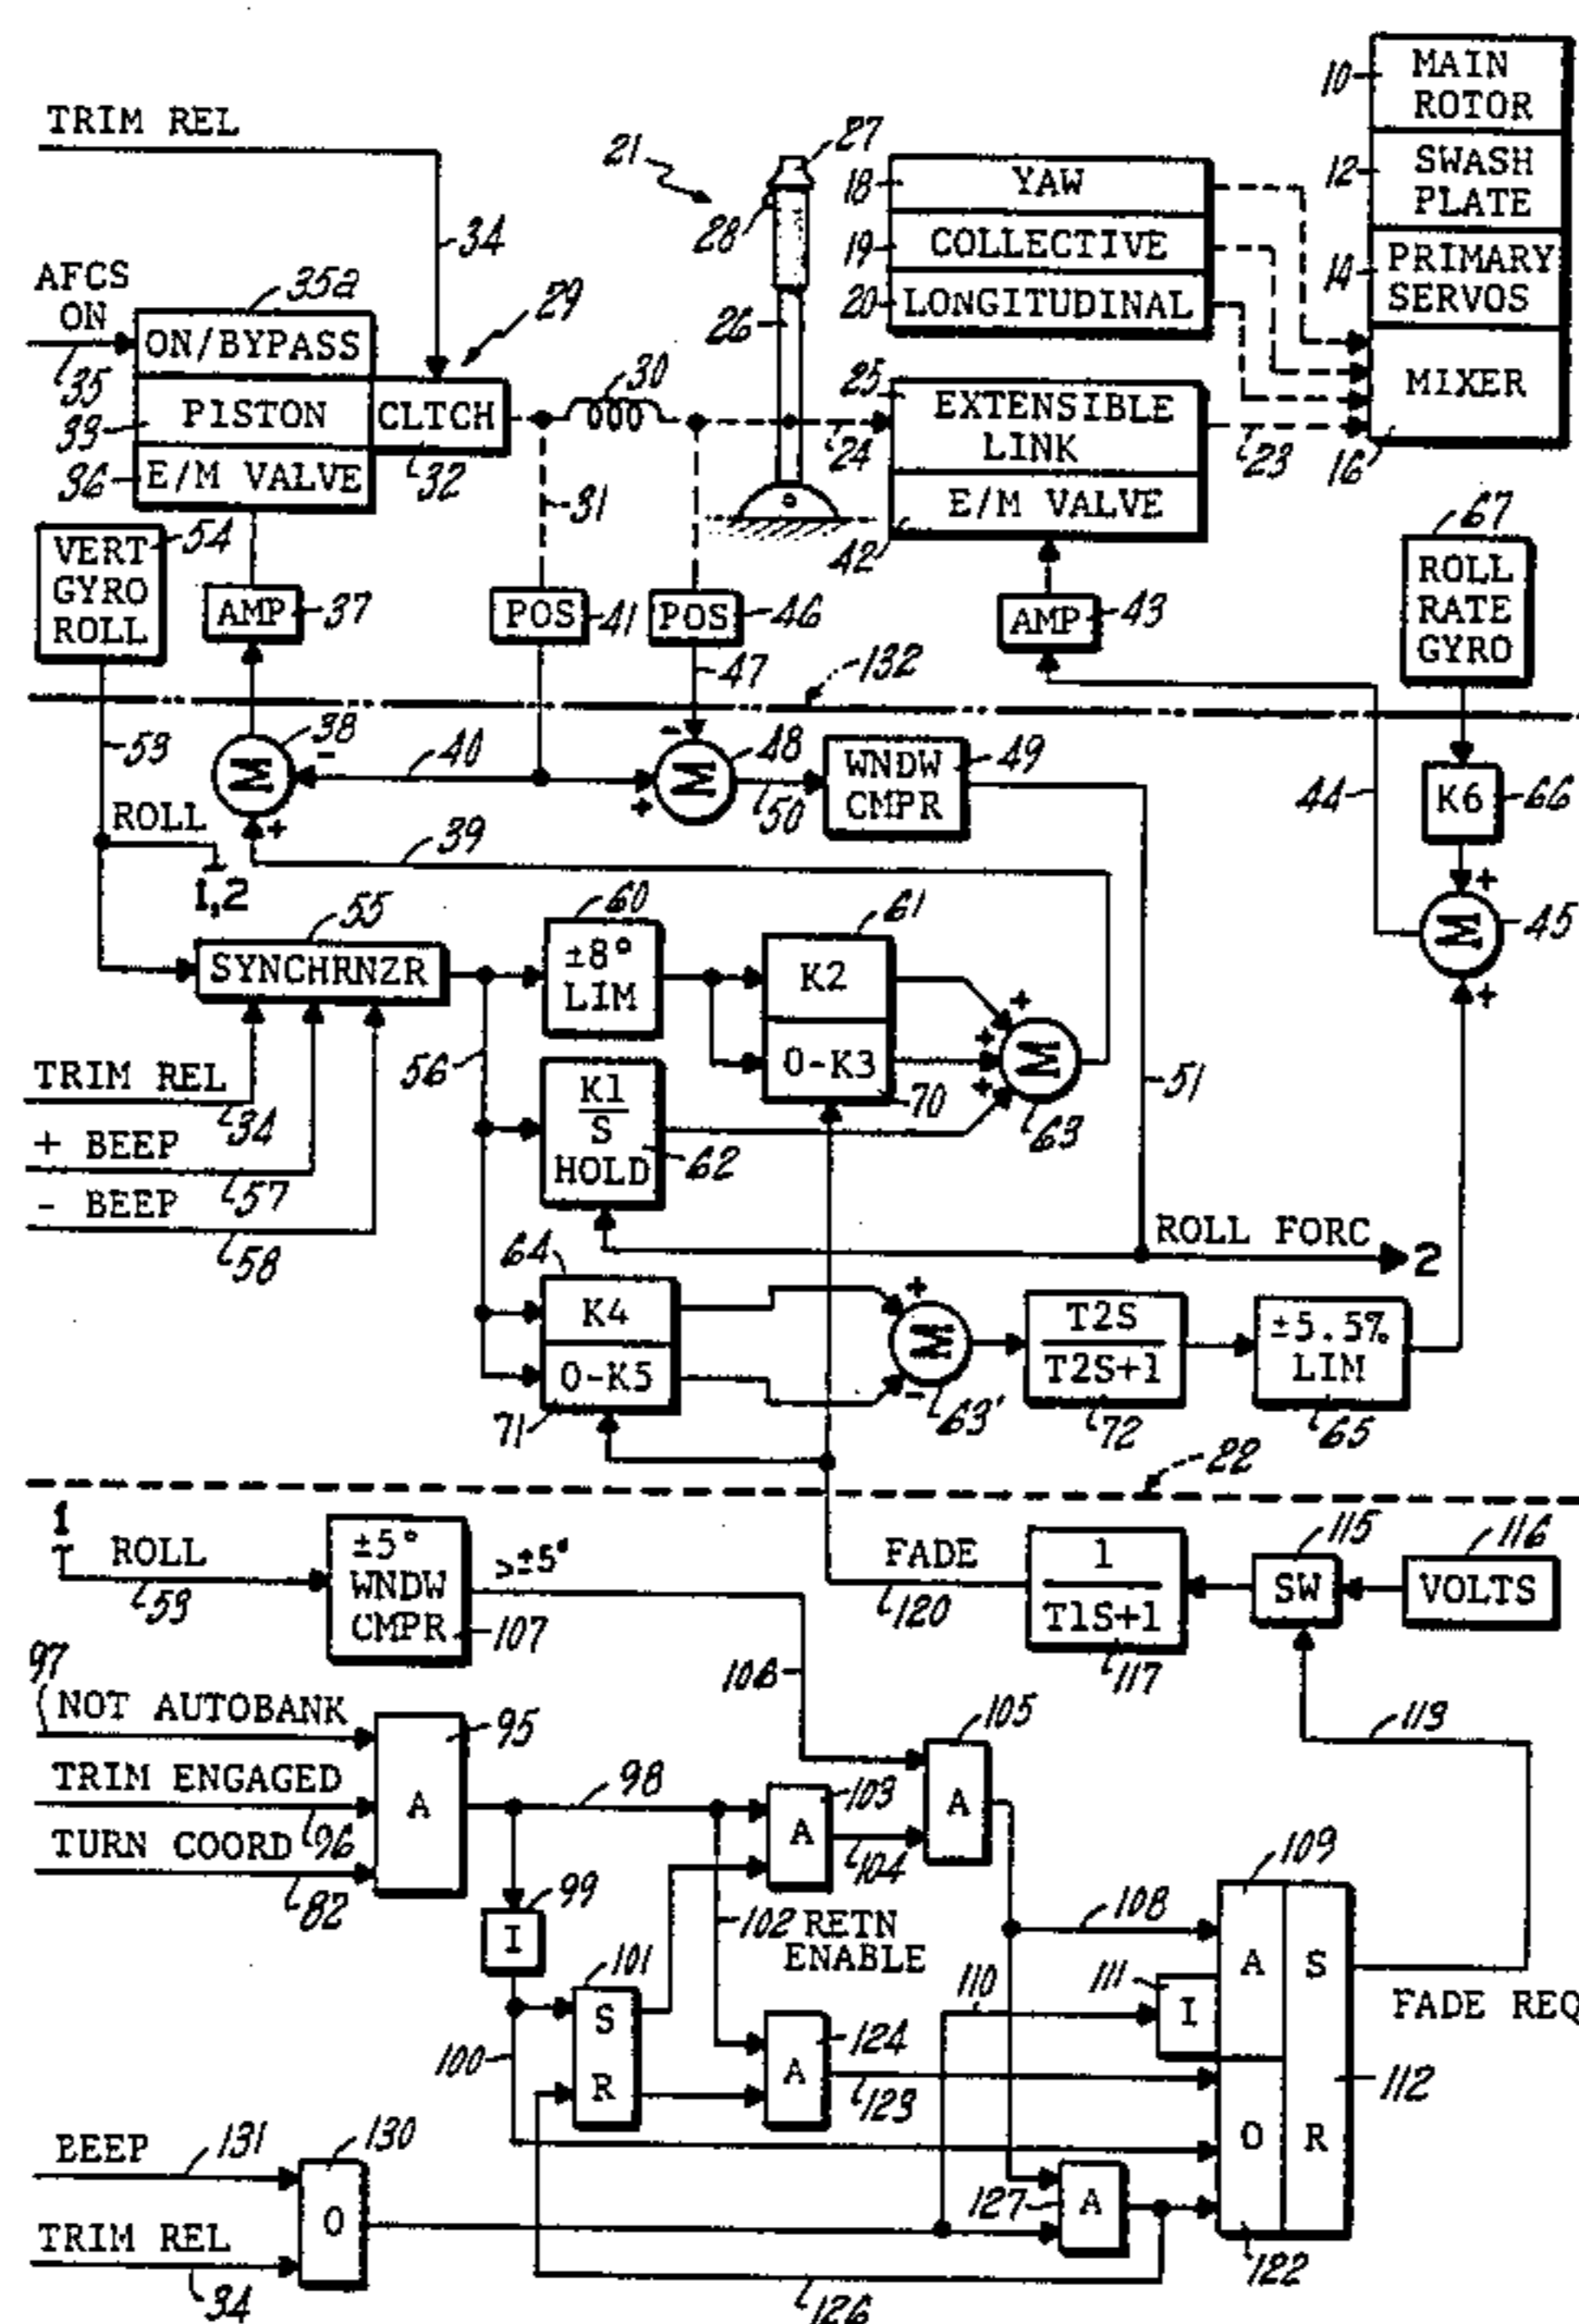 10
MAIN
ROTOR
TRIM REL
21
27
28
18
YAW
12
SWASH
PLATE
34
19
COLLECTIVE
14
PRIMARY
SERVOS
AFCS
ON
35a
29
26
20
LONGITUDINAL
35
ON/BYPASS
30
25
EXTENSIBLE
LINK
MIXER
33
PISTON
CLTCH
24
23
16
36
E/M VALVE
32
31
E/M VALVE
42
67
VERT
GYRO
ROLL
54
AMP
37
POS
41
POS
46
AMP
43
ROLL
RATE
GYRO
47
132
53
38
-
M
40
-
+
M
48
50
WNDW
CMPR
49
44
K6
66
ROLL
1,2
+
39
+
M
45
+
55
SYNCHRNZR
60
±8°
LIM
61
K2
O-K3
70
+
+
+
M
63
56
51
TRIM REL
34
+ BEEP
57
- BEEP
58
K1
S
HOLD
62
ROLL FORC
2
64
K4
O-K5
71
+
M
-
63'
T2S
T2S+1
72
±5.5%
LIM
65
22
1
ROLL
53
±5°
WNDW
CMPR
107
>±5°
FADE
120
1
T1S+1
117
115
SW
116
VOLTS
97
NOT AUTOBANK
106
113
TRIM ENGAGED
96
TURN COORD
82
95
A
98
103
A
104
105
A
109
99
I
102
RETN
ENABLE
108
A
S
101
S
R
100
124
A
123
110
111
I
FADE REQ
112
BEEP
131
130
O
O
R
TRIM REL
34
127
A
122
126